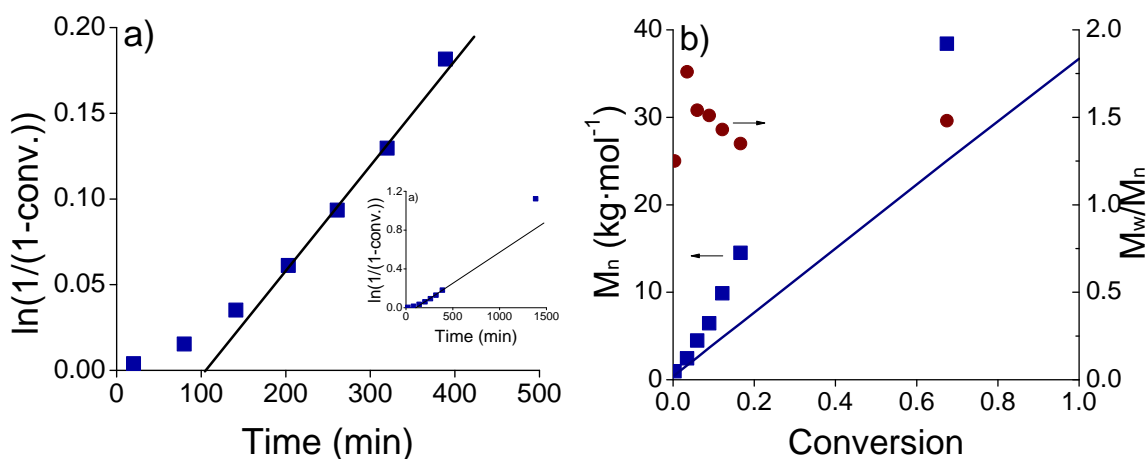 a)
ln(1/(1-conv.))
0.20
0.15
0.10
0.05
0.00
0 100 200 300 400 500
Time (min)
a)
ln(1/(1-conv.))
1.2
0.8
0.4
0.0
0 500 1000 1500
Time (min)
b)
Mn (kg·mol-1)
40
30
20
10
0
0.0 0.2 0.4 0.6 0.8 1.0
Conversion
2.0
1.5
1.0
0.5
0.0
Mw/Mn